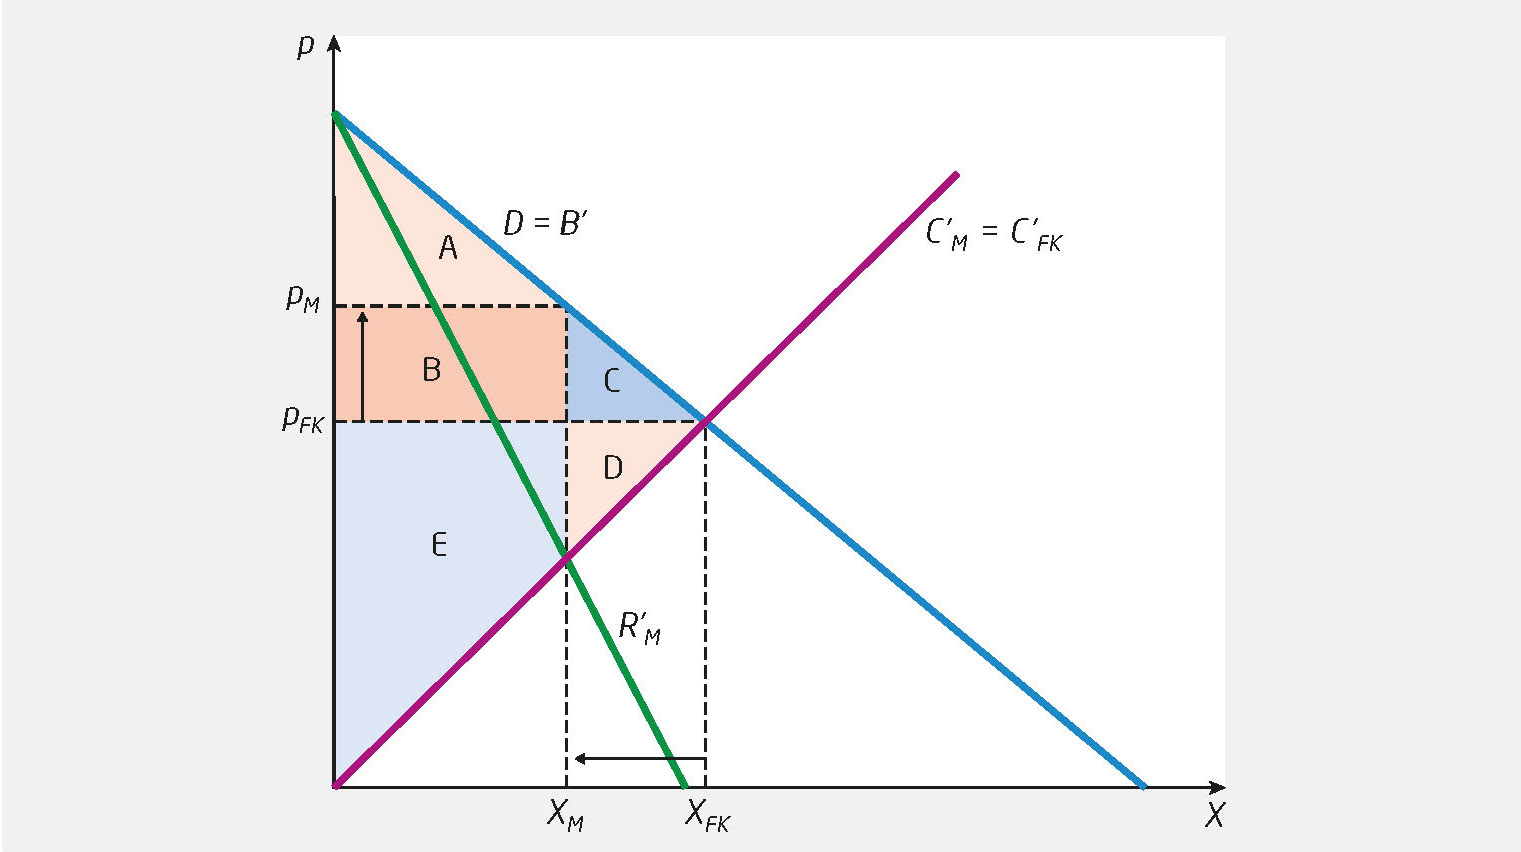 p
D = B′
C′M = C′FK
A
pM
B
C
pFK
D
E
R′M
XM
XFK
X